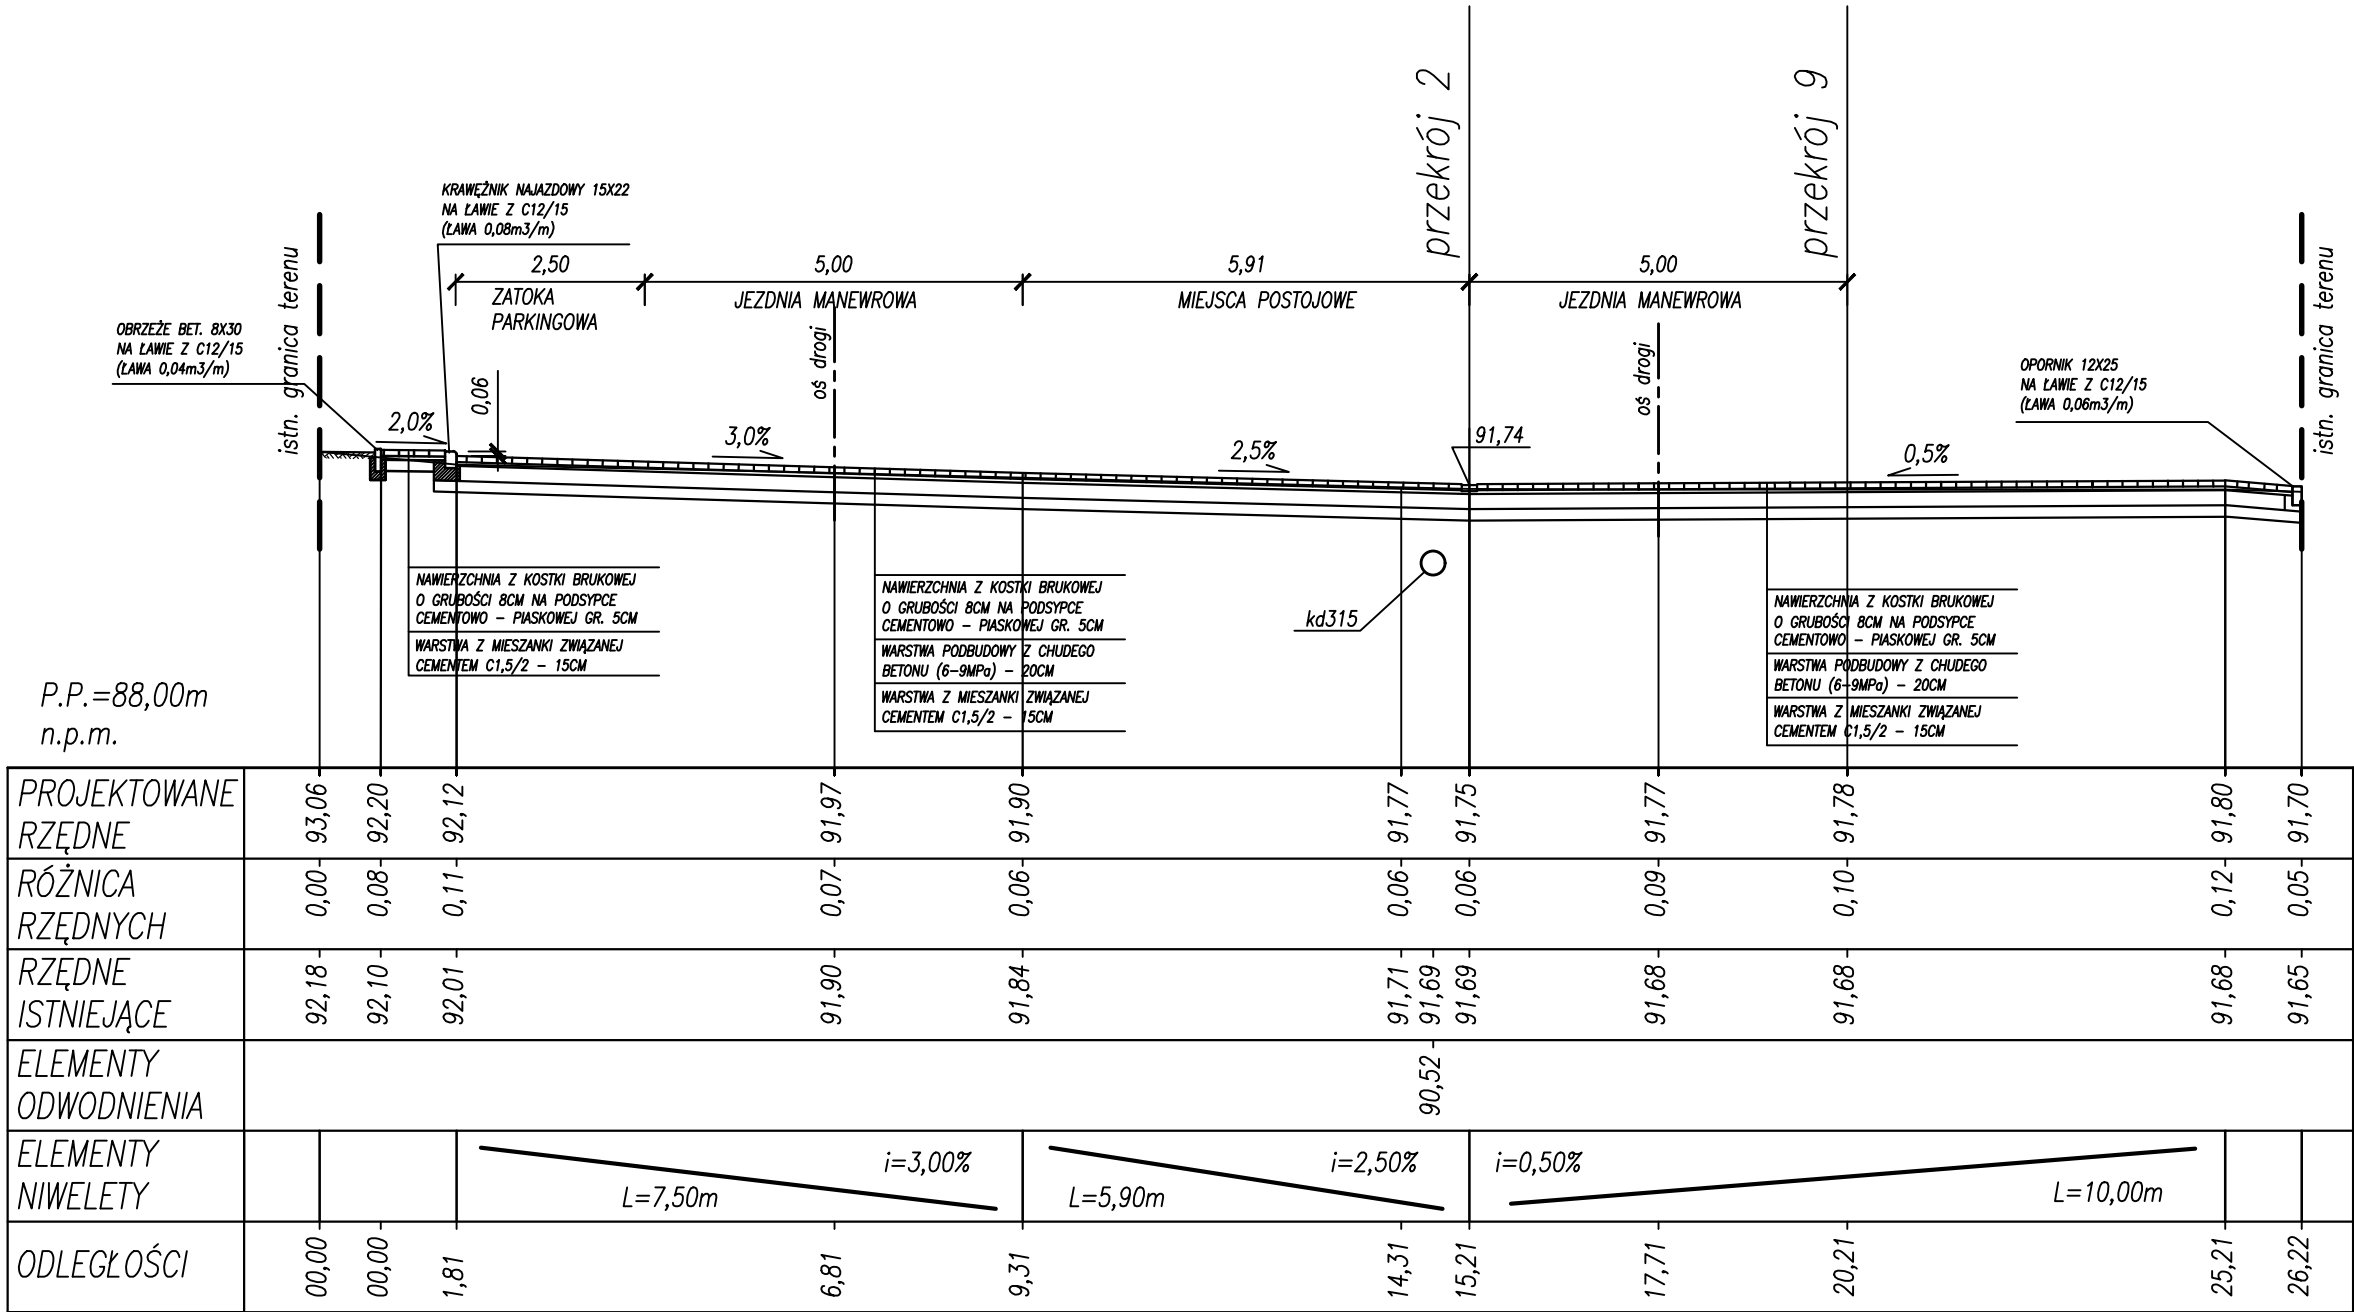 przekrój 2
przekrój 9
KRAWĘŻNIK NAJAZDOWY 15X22
NA ŁAWIE Z C12/15
(ŁAWA 0,08m3/m)
2,50
5,00
5,91
5,00
ZATOKA
PARKINGOWA
JEZDNIA MANEWROWA
MIEJSCA POSTOJOWE
JEZDNIA MANEWROWA
istn. granica terenu
istn. granica terenu
OBRZEŻE BET. 8X30
NA ŁAWIE Z C12/15
(ŁAWA 0,04m3/m)
oś drogi
oś drogi
OPORNIK 12X25
NA ŁAWIE Z C12/15
(ŁAWA 0,06m3/m)
0,06
2,0%
3,0%
2,5%
91,74
0,5%
NAWIERZCHNIA Z KOSTKI BRUKOWEJ
O GRUBOŚCI 8CM NA PODSYPCE
CEMENTOWO - PIASKOWEJ GR. 5CM
WARSTWA Z MIESZANKI ZWIĄZANEJ
CEMENTEM C1,5/2 - 15CM
NAWIERZCHNIA Z KOSTKI BRUKOWEJ
O GRUBOŚCI 8CM NA PODSYPCE
CEMENTOWO - PIASKOWEJ GR. 5CM
WARSTWA PODBUDOWY Z CHUDEGO
BETONU (6-9MPa) - 20CM
WARSTWA Z MIESZANKI ZWIĄZANEJ
CEMENTEM C1,5/2 - 15CM
kd315
NAWIERZCHNIA Z KOSTKI BRUKOWEJ
O GRUBOŚCI 8CM NA PODSYPCE
CEMENTOWO - PIASKOWEJ GR. 5CM
WARSTWA PODBUDOWY Z CHUDEGO
BETONU (6-9MPa) - 20CM
WARSTWA Z MIESZANKI ZWIĄZANEJ
CEMENTEM C1,5/2 - 15CM
P.P.=88,00m
n.p.m.
PROJEKTOWANE
RZĘDNE
93,06 92,20 92,12 91,97 91,90 91,77 91,75 91,77 91,78 91,80 91,70
RÓŻNICA
RZĘDNYCH
0,00 0,08 0,11 0,07 0,06 0,06 0,06 0,09 0,10 0,12 0,05
RZĘDNE
ISTNIEJĄCE
92,18 92,10 92,01 91,90 91,84 91,71 91,69 91,69 91,68 91,68 91,68 91,65
ELEMENTY
ODWODNIENIA
90,52
ELEMENTY
NIWELETY
i=3,00%
L=7,50m
i=2,50%
L=5,90m
i=0,50%
L=10,00m
ODLEGŁOŚCI
00,00 00,00 1,81 6,81 9,31 14,31 15,21 17,71 20,21 25,21 26,22